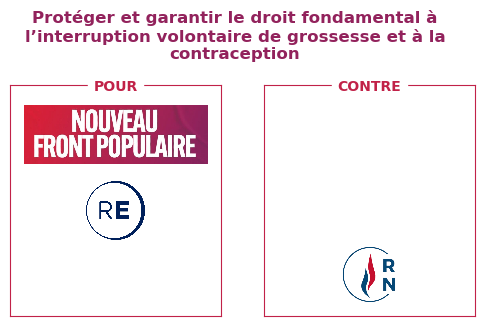 Protéger et garantir le droit fondamental à
l’interruption volontaire de grossesse et à la
contraception
POUR
NOUVEAU
FRONT POPULAIRE
RE
CONTRE
R
N